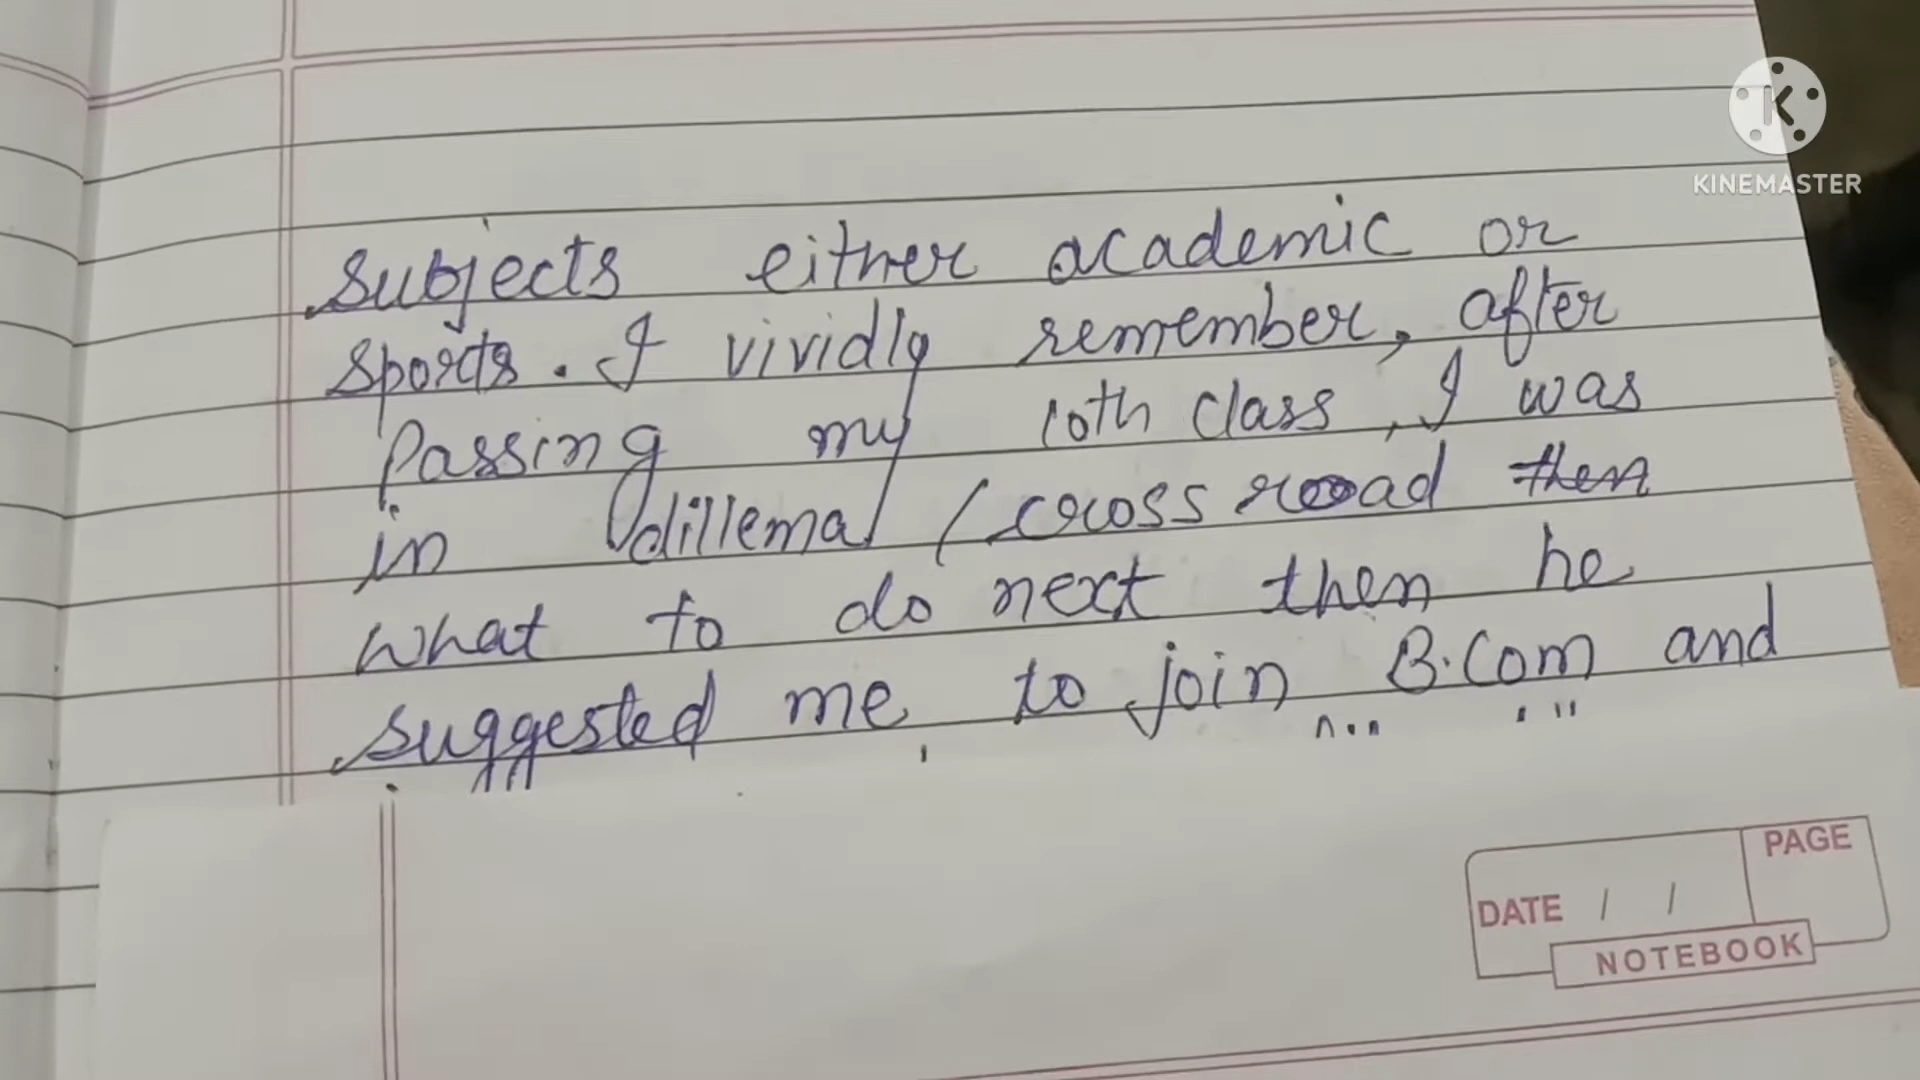 subjects either academic or
sports. I vividly remember, after
Passing my 10th class, I was
in dillema / cross road then
what to do next then he
suggested me to join B.Com and
KINEMASTER
PAGE
DATE / /
NOTEBOOK